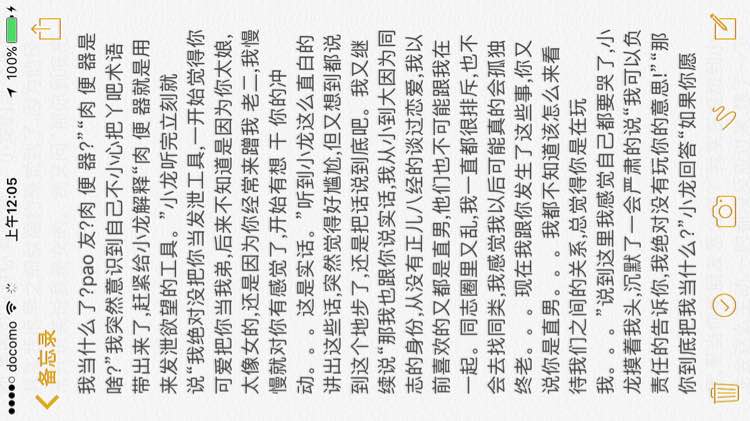 docomo 上午12:05 100%
备忘录
我当什么了?pao 友?肉 便 器?”“肉 便 器是
啥?”我突然意识到自己不小心把丫吧术语
带出来了,赶紧给小龙解释“肉 便 器就是用
来发泄欲望的工具。”小龙听完立刻就
说“我绝对没把你当发泄工具,一开始觉得你
可爱把你当我弟,后来不知道是因为你太娘,
太像女的,还是因为你经常来蹭我 老二,我慢
慢就对你有感觉了,开始有想 干 你的冲
动。。。这是实话。”听到小龙这么直白的
讲出这些话,突然觉得好尴尬,但又想到都说
到这个地步了,还是把话说到底吧。我又继
续说“那我也跟你说实话,我从小到大因为同
志的身份,从没有正儿八经的谈过恋爱,我以
前喜欢的又都是直男,他们也不可能跟我在
一起。同志圈里又乱,我一直都很排斥,也不
会去找同类,我感觉我以后可能真的会孤独
终老。。。现在我跟你发生了这些事,你又
说你是直男。。。我都不知道该怎么来看
待我们之间的关系,总觉得你是在玩
我。。。”说到这里我感觉自己都要哭了,小
龙摸着我头,沉默了一会严肃的说“我可以负
责任的告诉你,我绝对没有玩你的意思!”“那
你到底把我当什么?”小龙回答“如果你愿